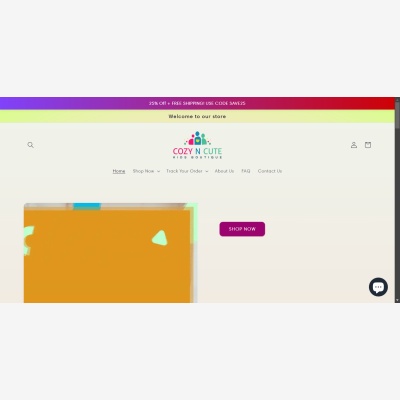 25% Off + FREE SHIPPING! USE CODE SAVE25
Welcome to our store
COZY N CUTE
KIDS BOUTIQUE
Home Shop Now Track Your Order About Us FAQ Contact Us
SHOP NOW